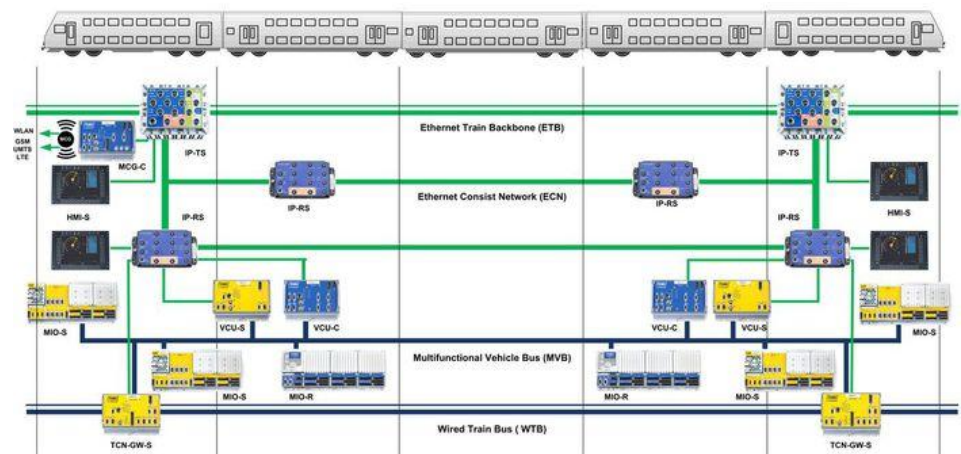 Ethernet Train Backbone (ETB)
WLAN
GSM
UMTS
LTE
MCG
MCG-C
IP-TS
IP-TS
HMI-S
IP-RS
Ethernet Consist Network (ECN)
IP-RS
HMI-S
IP-RS
IP-RS
VCU-S
VCU-C
VCU-C
VCU-S
MIO-S
MIO-S
Multifunctional Vehicle Bus (MVB)
MIO-S
MIO-R
MIO-R
MIO-S
Wired Train Bus ( WTB)
TCN-GW-S
TCN-GW-S